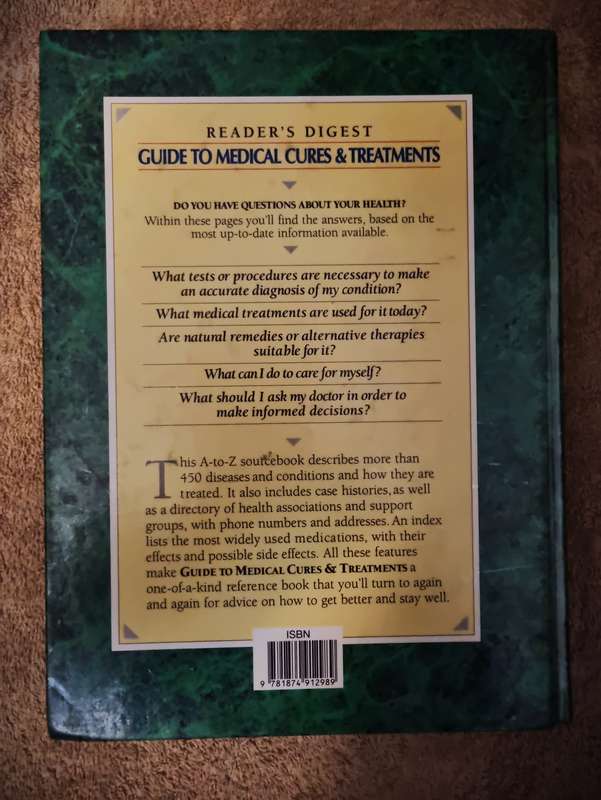 READER'S DIGEST
GUIDE TO MEDICAL CURES & TREATMENTS
DO YOU HAVE QUESTIONS ABOUT YOUR HEALTH?
Within these pages you'll find the answers, based on the
most up-to-date information available.
What tests or procedures are necessary to make
an accurate diagnosis of my condition?
What medical treatments are used for it today?
Are natural remedies or alternative therapies
suitable for it?
What can I do to care for myself?
What should I ask my doctor in order to
make informed decisions?
This A-to-Z sourcebook describes more than
450 diseases and conditions and how they are
treated. It also includes case histories, as well
as a directory of health associations and support
groups, with phone numbers and addresses. An index
lists the most widely used medications, with their
effects and possible side effects. All these features
make GUIDE TO MEDICAL CURES & TREATMENTS a
one-of-a-kind reference book that you'll turn to again
and again for advice on how to get better and stay well.
ISBN
9 781874 912989